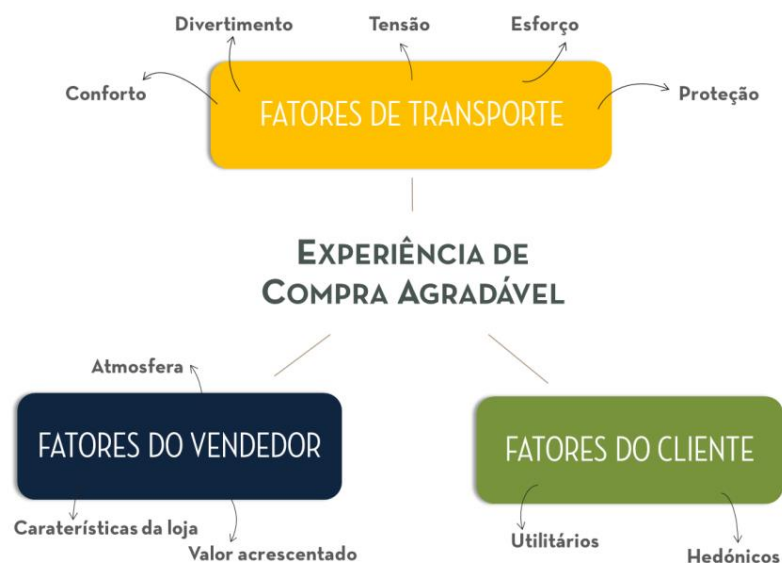 Divertimento
Tensão
Esforço
Conforto
Proteção
FATORES DE TRANSPORTE
EXPERIÊNCIA DE
COMPRA AGRADÁVEL
Atmosfera
FATORES DO VENDEDOR
FATORES DO CLIENTE
Caraterísticas da loja
Valor acrescentado
Utilitários
Hedónicos